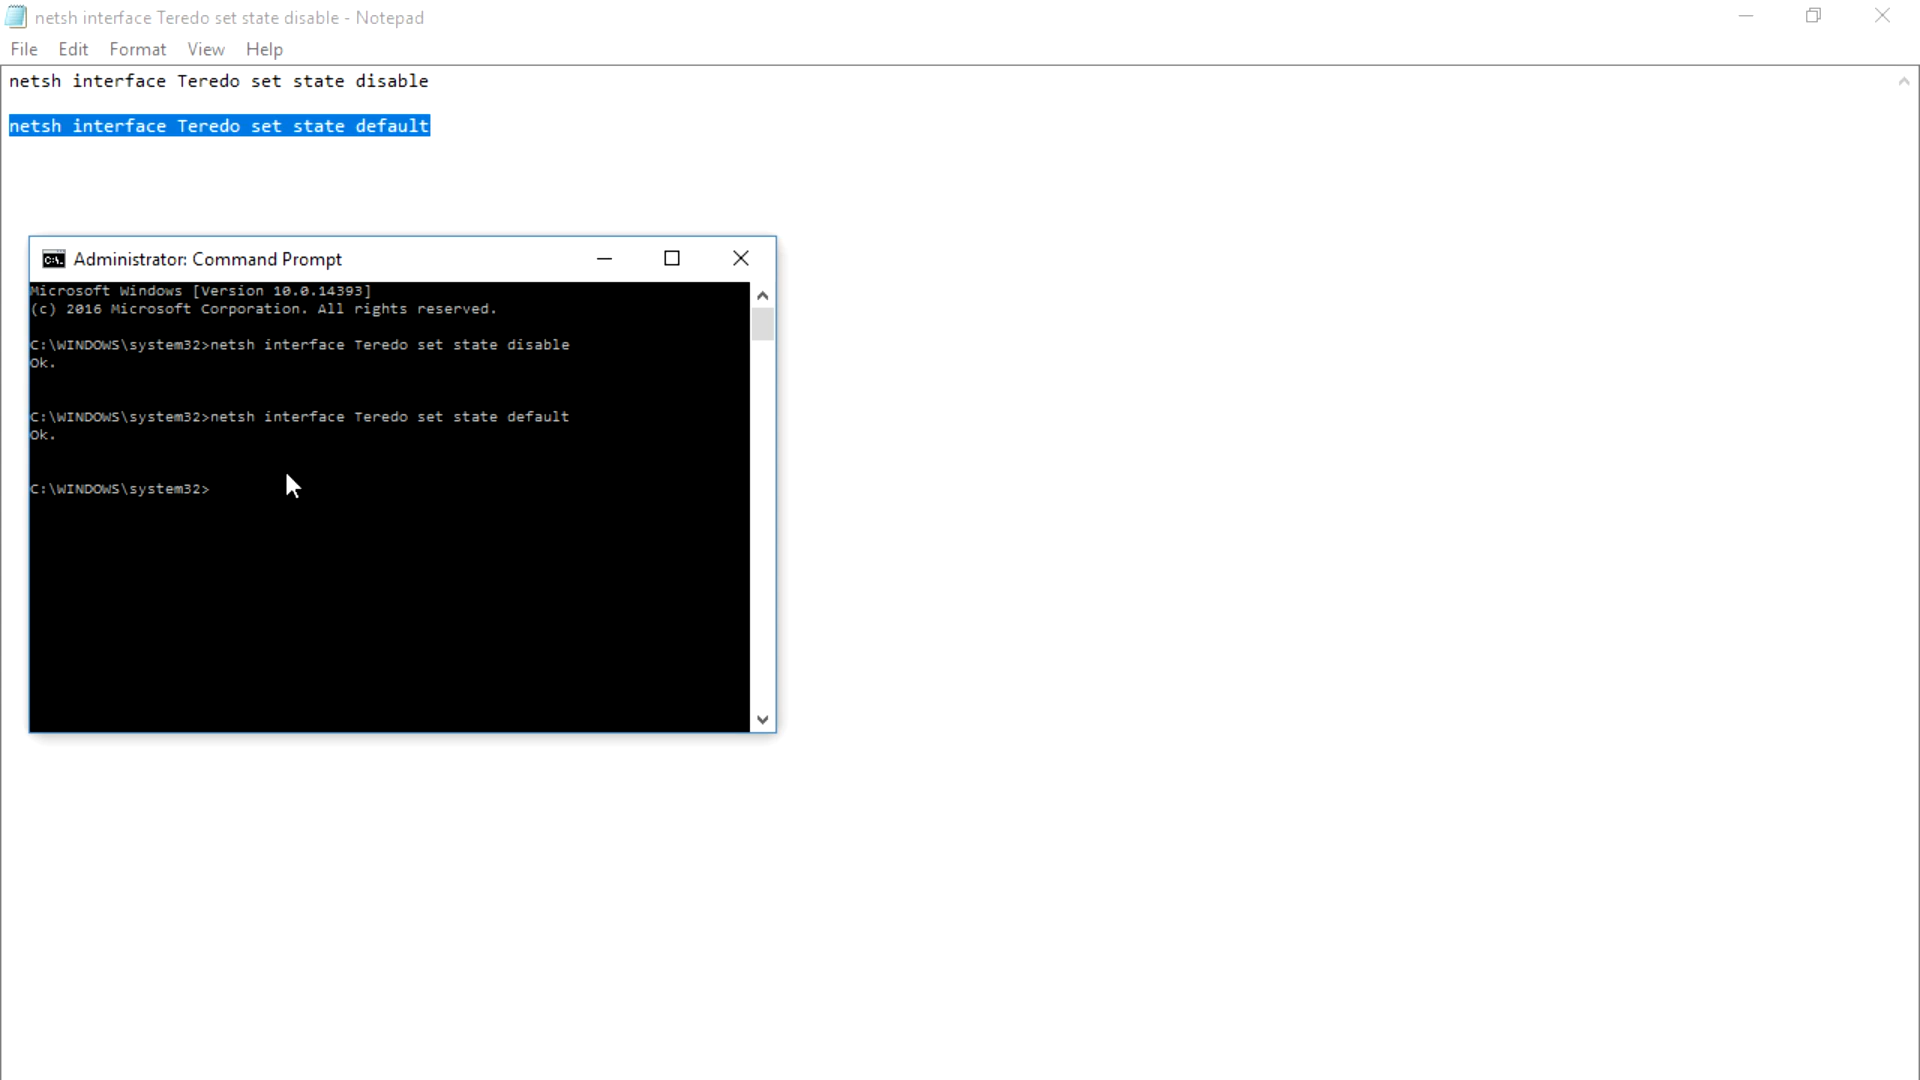 netsh interface Teredo set state disable - Notepad
File Edit Format View Help
netsh interface Teredo set state disable
netsh interface Teredo set state default
Administrator: Command Prompt
Microsoft Windows [Version 10.0.14393]
(c) 2016 Microsoft Corporation. All rights reserved.
C:\WINDOWS\system32>netsh interface Teredo set state disable
Ok.
C:\WINDOWS\system32>netsh interface Teredo set state default
Ok.
C:\WINDOWS\system32>